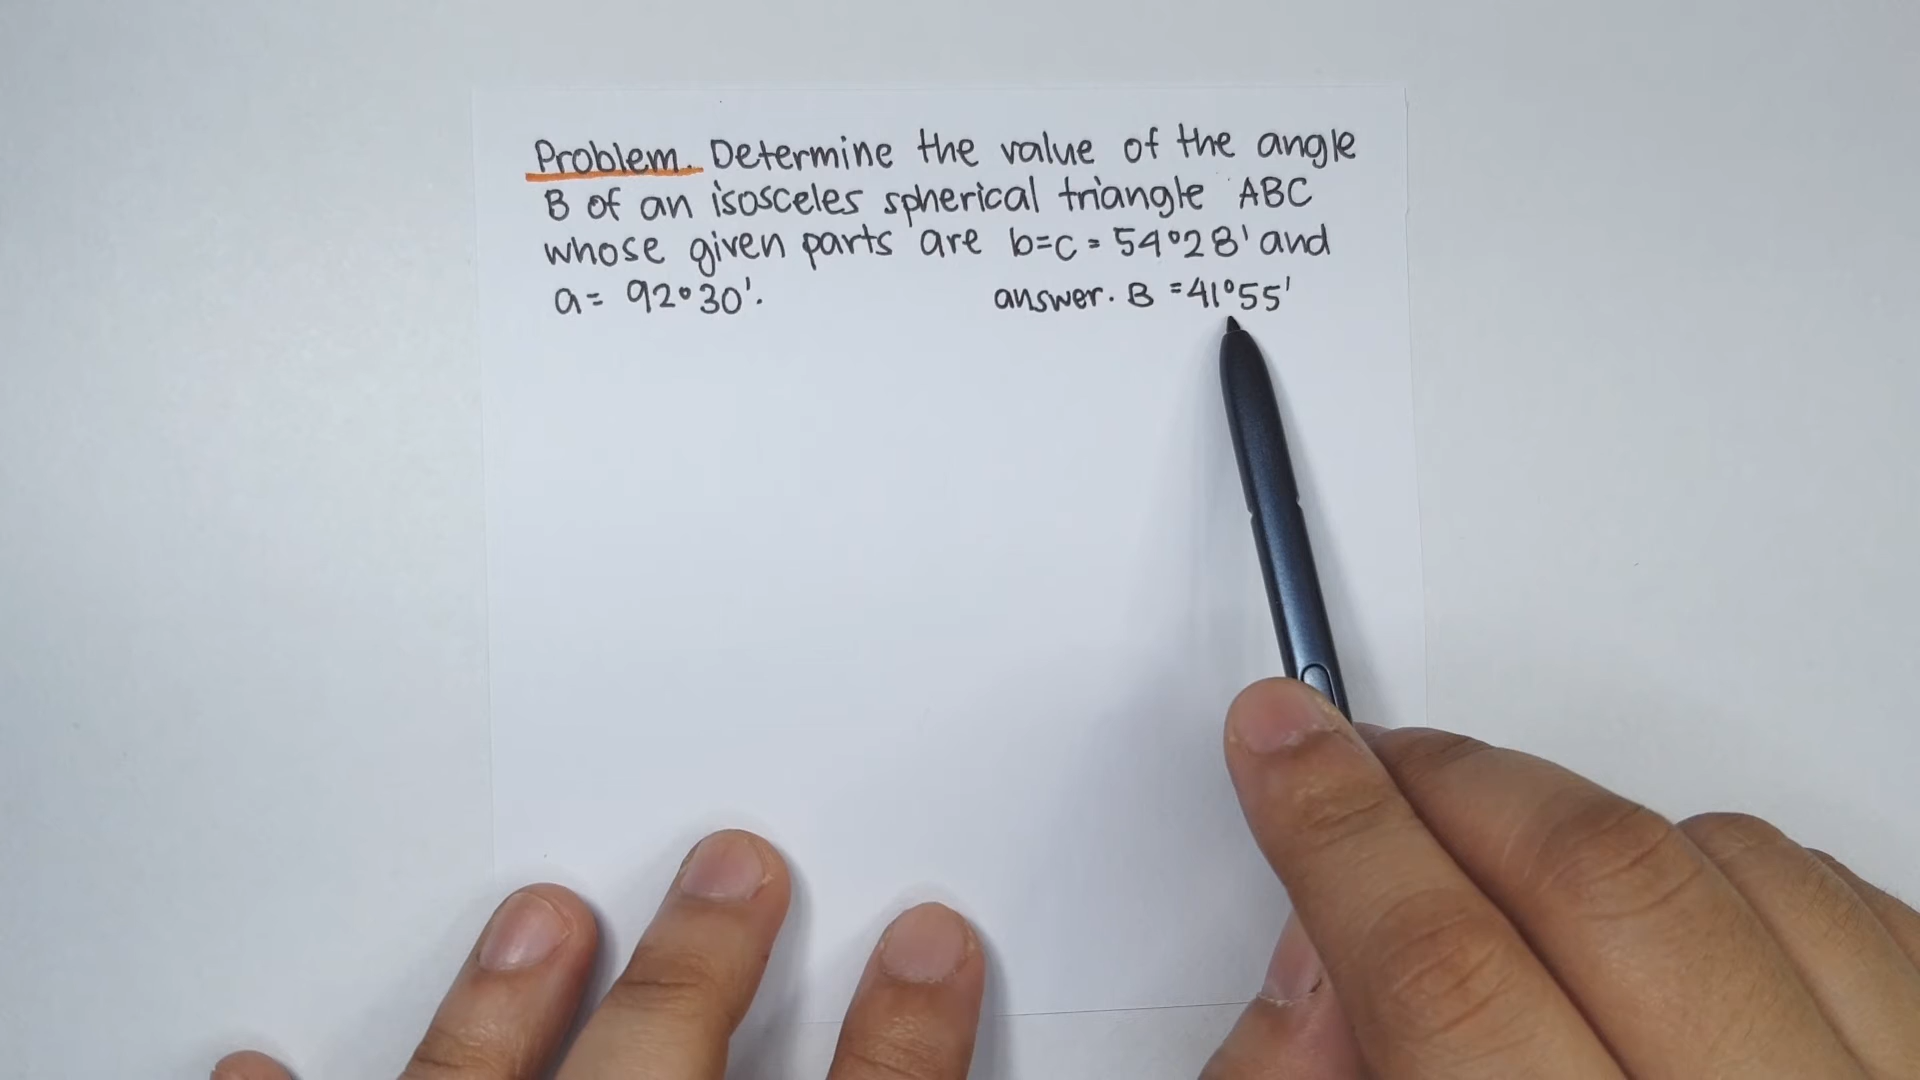 Problem. Determine the value of the angle
B of an isosceles spherical triangle ABC
whose given parts are b=c=54°28' and
a= 92°30'. answer. B =41°55'